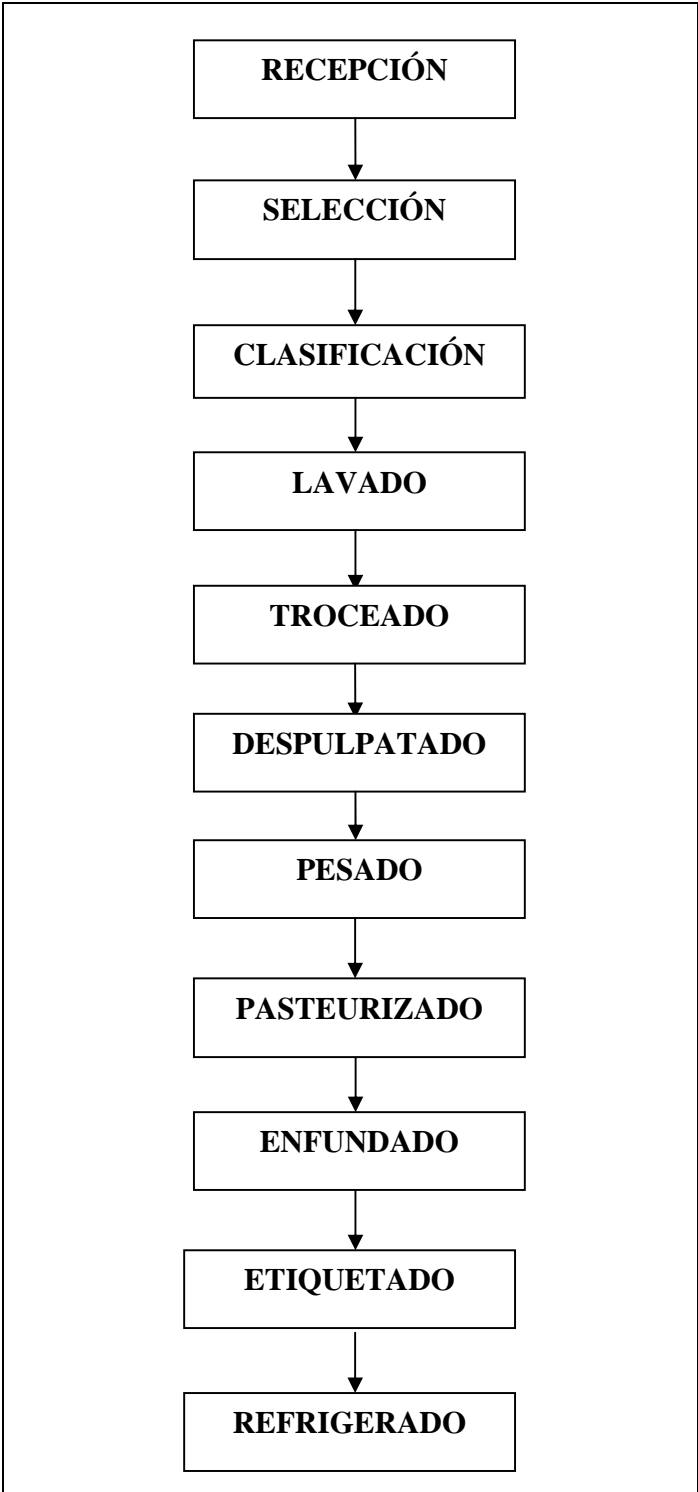 RECEPCIÓN
SELECCIÓN
CLASIFICACIÓN
LAVADO
TROCEADO
DESPULPATADO
PESADO
PASTEURIZADO
ENFUNDADO
ETIQUETADO
REFRIGERADO